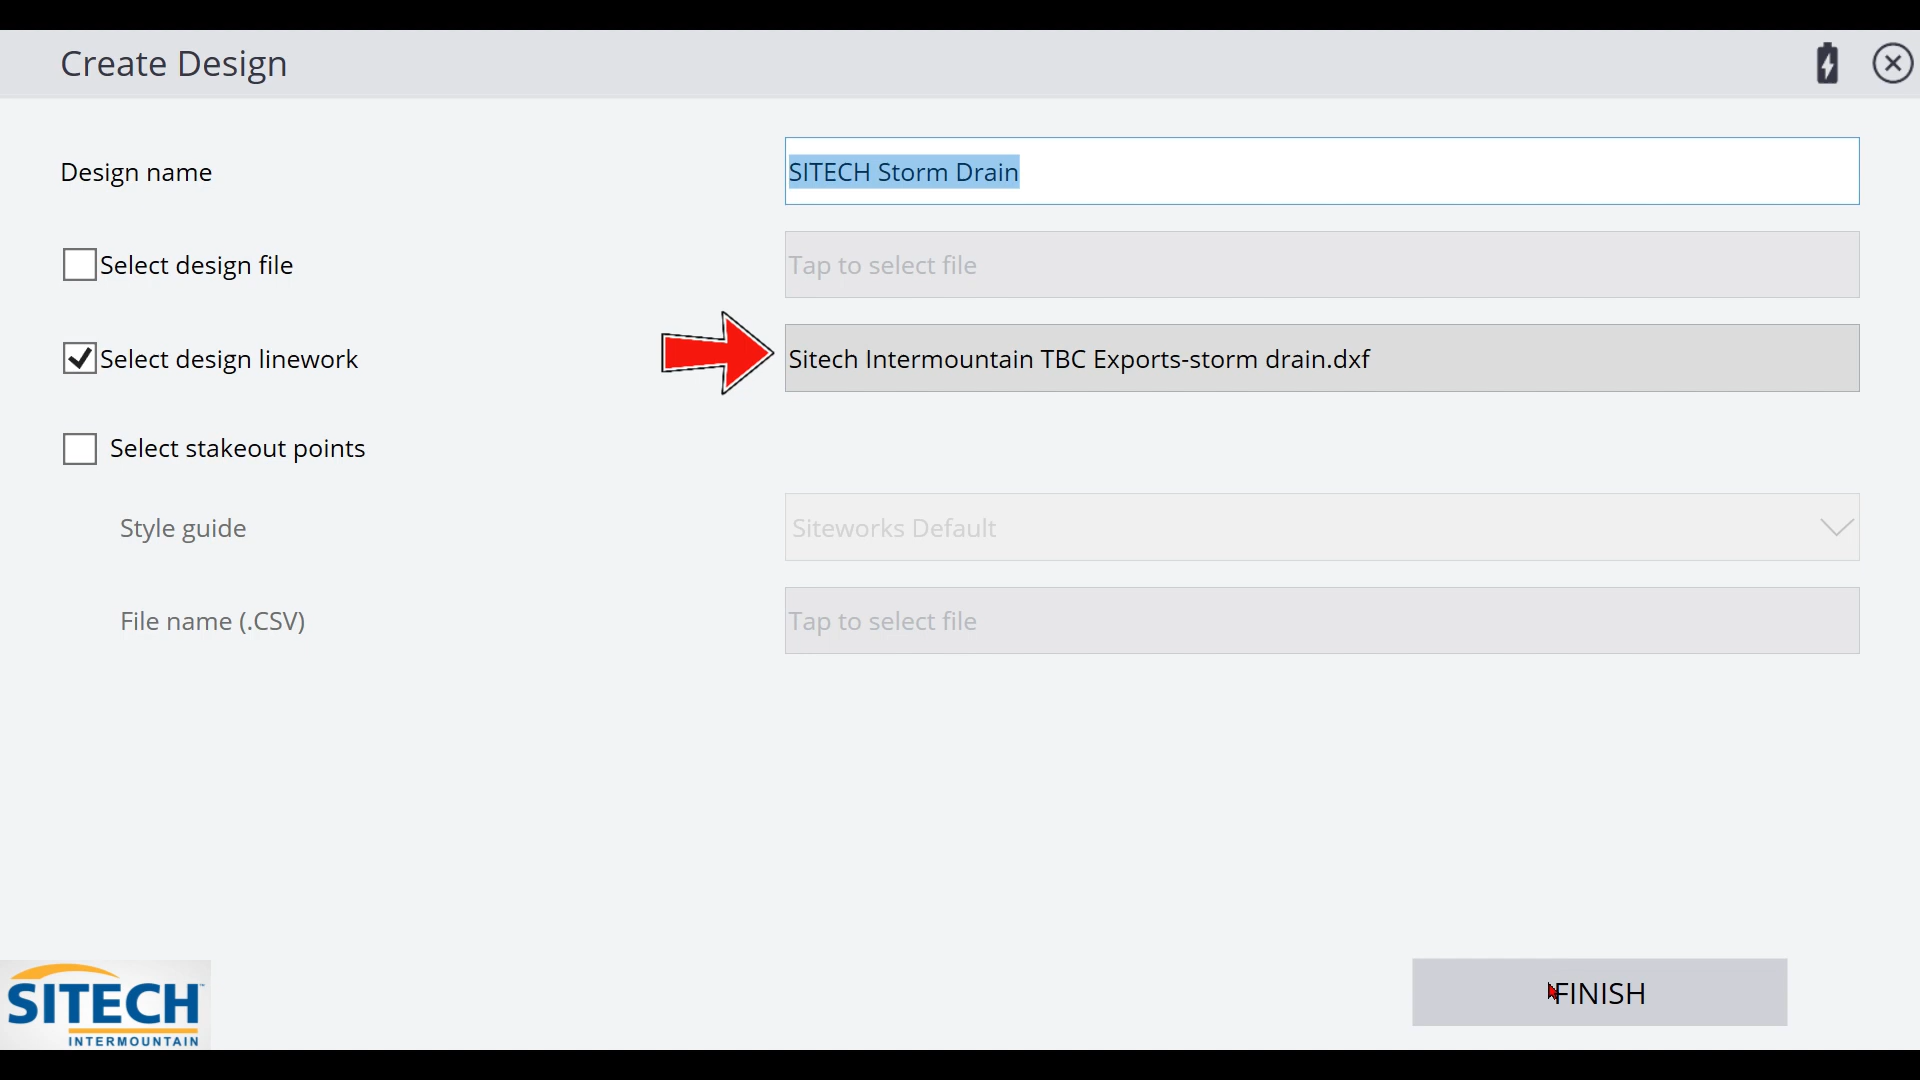 Create Design
Design name
SITECH Storm Drain
Select design file
Tap to select file
Select design linework
Sitech Intermountain TBC Exports-storm drain.dxf
Select stakeout points
Style guide
Siteworks Default
File name (.CSV)
Tap to select file
SITECH™
INTERMOUNTAIN
FINISH